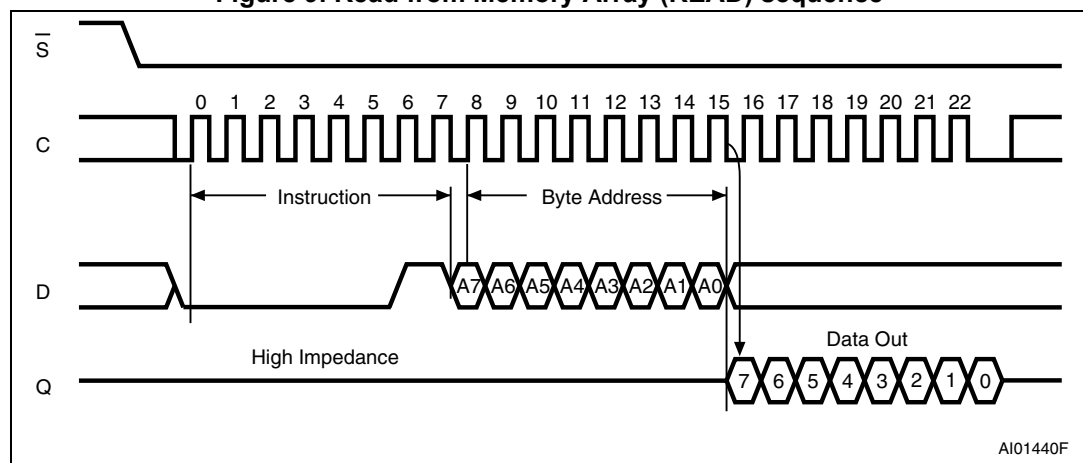 Figure 9. Read from Memory Array (READ) sequence
S
0 1 2 3 4 5 6 7 8 9 10 11 12 13 14 15 16 17 18 19 20 21 22
C
Instruction Byte Address
D A7 A6 A5 A4 A3 A2 A1 A0
High Impedance Data Out
Q 7 6 5 4 3 2 1 0
AI01440F